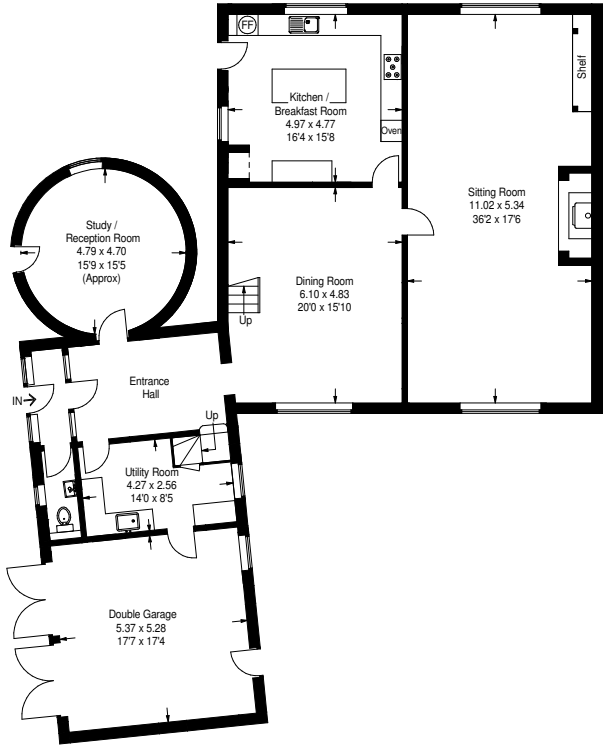 FF
Kitchen /
Breakfast Room
4.97 x 4.77
16'4 x 15'8
Oven
Shelf
Sitting Room
11.02 x 5.34
36'2 x 17'6
Study /
Reception Room
4.79 x 4.70
15'9 x 15'5
(Approx)
Dining Room
6.10 x 4.83
20'0 x 15'10
Up
Entrance
Hall
IN
Up
Utility Room
4.27 x 2.56
14'0 x 8'5
Double Garage
5.37 x 5.28
17'7 x 17'4